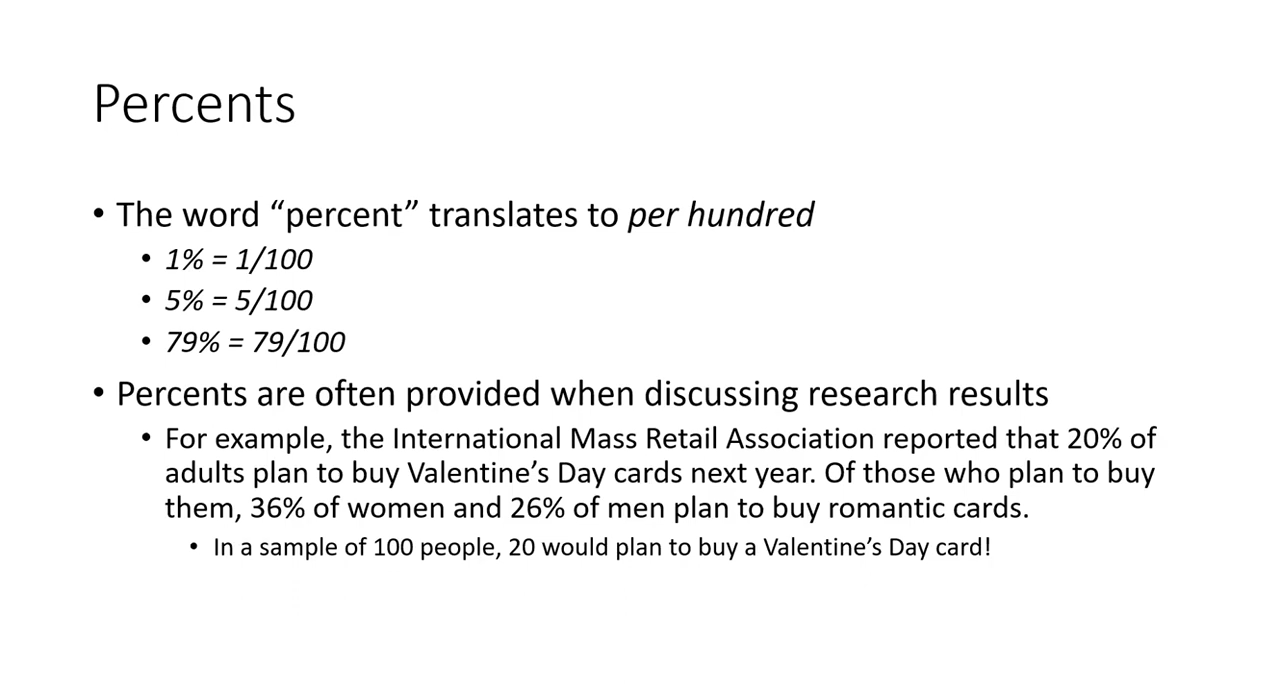 Percents
• The word “percent” translates to per hundred
• 1% = 1/100
• 5% = 5/100
• 79% = 79/100
• Percents are often provided when discussing research results
• For example, the International Mass Retail Association reported that 20% of
adults plan to buy Valentine’s Day cards next year. Of those who plan to buy
them, 36% of women and 26% of men plan to buy romantic cards.
• In a sample of 100 people, 20 would plan to buy a Valentine’s Day card!